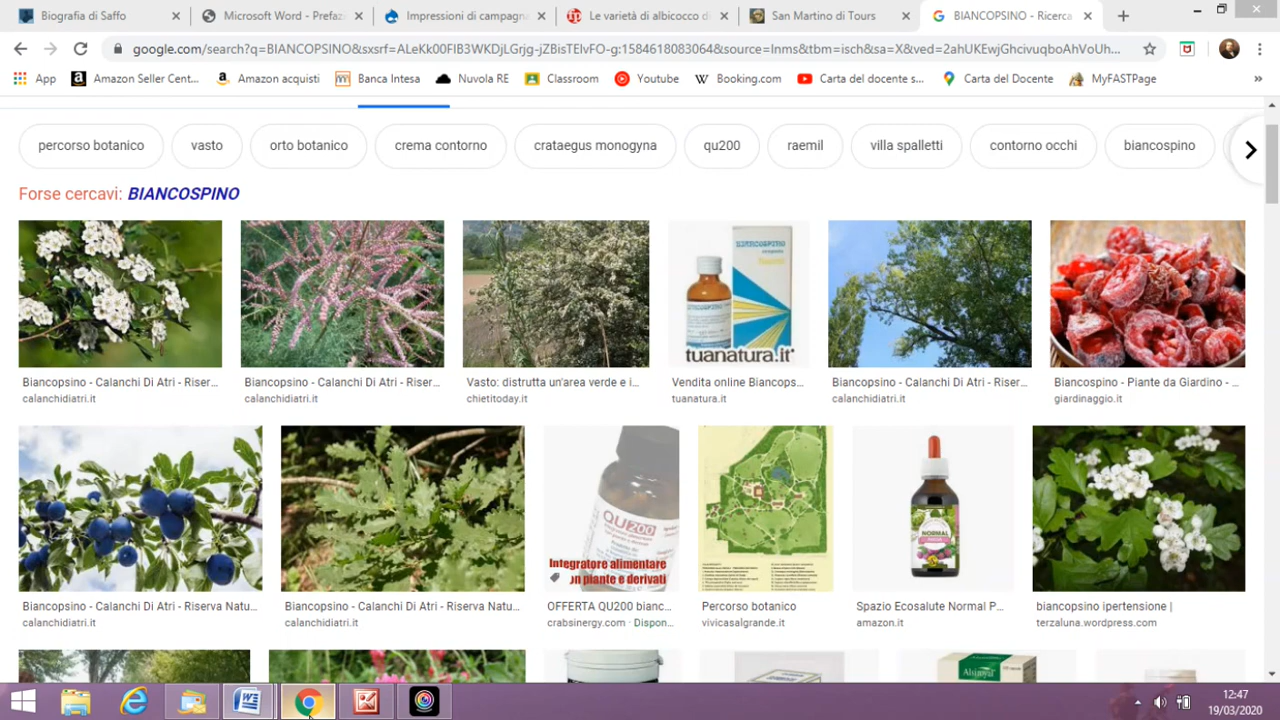 Biografia di Saffo
Microsoft Word - Prefazi
Impressioni di campagna
Le varietà di albicocco di
San Martino di Tours
BIANCOPSINO - Ricerca
google.com/search?q=BIANCOPSINO&sxsrf=ALeKk00FIB3WKDjLGrjg-jZBisTElvFO-g:1584618083064&source=lnms&tbm=isch&sa=X&ved=2ahUKEwjGhcivuqboAhVoUh...
App
Amazon Seller Cent...
Amazon acquisti
Banca Intesa
Nuvola RE
Classroom
Youtube
Booking.com
Carta del docente s...
Carta del Docente
MyFASTPage
»
percorso botanico
vasto
orto botanico
crema contorno
crataegus monogyna
qu200
raemil
villa spalletti
contorno occhi
biancospino
Forse cercavi: BIANCOSPINO
BIANCOSPINO
tuanatura.it
Biancopsino - Calanchi Di Atri - Riser...
calanchidiatri.it
Biancopsino - Calanchi Di Atri - Riser...
calanchidiatri.it
Vasto: distrutta un'area verde e i...
chietitoday.it
Vendita online Biancops...
tuanatura.it
Biancopsino - Calanchi Di Atri - Riser...
calanchidiatri.it
Biancospino - Piante da Giardino - ...
giardinaggio.it
QU200
Integratore alimentare
on piante e derivati
NORMAL
Biancopsino - Calanchi Di Atri - Riserva Natu...
calanchidiatri.it
Biancopsino - Calanchi Di Atri - Riserva Natu...
calanchidiatri.it
OFFERTA QU200 bianc...
crabsinergy.com · Dispon...
Percorso botanico
vivicasalgrande.it
Spazio Ecosalute Normal P...
amazon.it
biancopsino ipertensione |
terzaluna.wordpress.com
12:47
19/03/2020